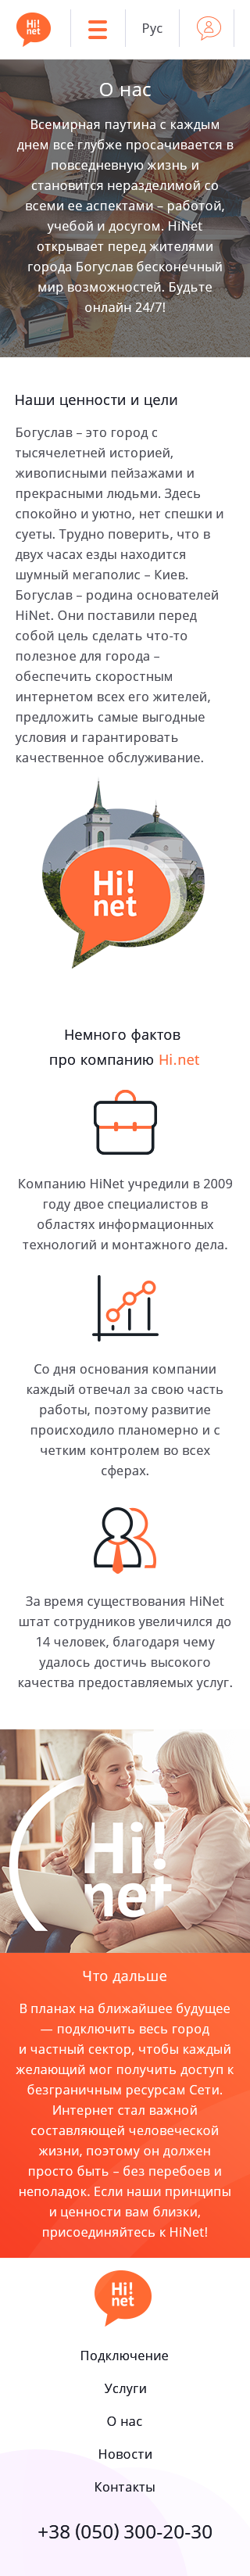 Hi!
net
Рус
О нас
Всемирная паутина с каждым
днем все глубже просачивается в
повседневную жизнь и
становится неразделимой со
всеми ее аспектами – работой,
учебой и досугом. HiNet
открывает перед жителями
города Богуслав бесконечный
мир возможностей. Будьте
онлайн 24/7!
Наши ценности и цели
Богуслав – это город с
тысячелетней историей,
живописными пейзажами и
прекрасными людьми. Здесь
спокойно и уютно, нет спешки и
суеты. Трудно поверить, что в
двух часах езды находится
шумный мегаполис – Киев.
Богуслав – родина основателей
HiNet. Они поставили перед
собой цель сделать что-то
полезное для города –
обеспечить скоростным
интернетом всех его жителей,
предложить самые выгодные
условия и гарантировать
качественное обслуживание.
Hi!
net
Немного фактов
про компанию Hi.net
Компанию HiNet учредили в 2009
году двое специалистов в
областях информационных
технологий и монтажного дела.
Со дня основания компании
каждый отвечал за свою часть
работы, поэтому развитие
происходило планомерно и с
четким контролем во всех
сферах.
За время существования HiNet
штат сотрудников увеличился до
14 человек, благодаря чему
удалось достичь высокого
качества предоставляемых услуг.
Hi!
net
Что дальше
В планах на ближайшее будущее
— подключить весь город
и частный сектор, чтобы каждый
желающий мог получить доступ к
безграничным ресурсам Сети.
Интернет стал важной
составляющей человеческой
жизни, поэтому он должен
просто быть – без перебоев и
неполадок. Если наши принципы
и ценности вам близки,
присоединяйтесь к HiNet!
Hi!
net
Подключение
Услуги
О нас
Новости
Контакты
+38 (050) 300-20-30